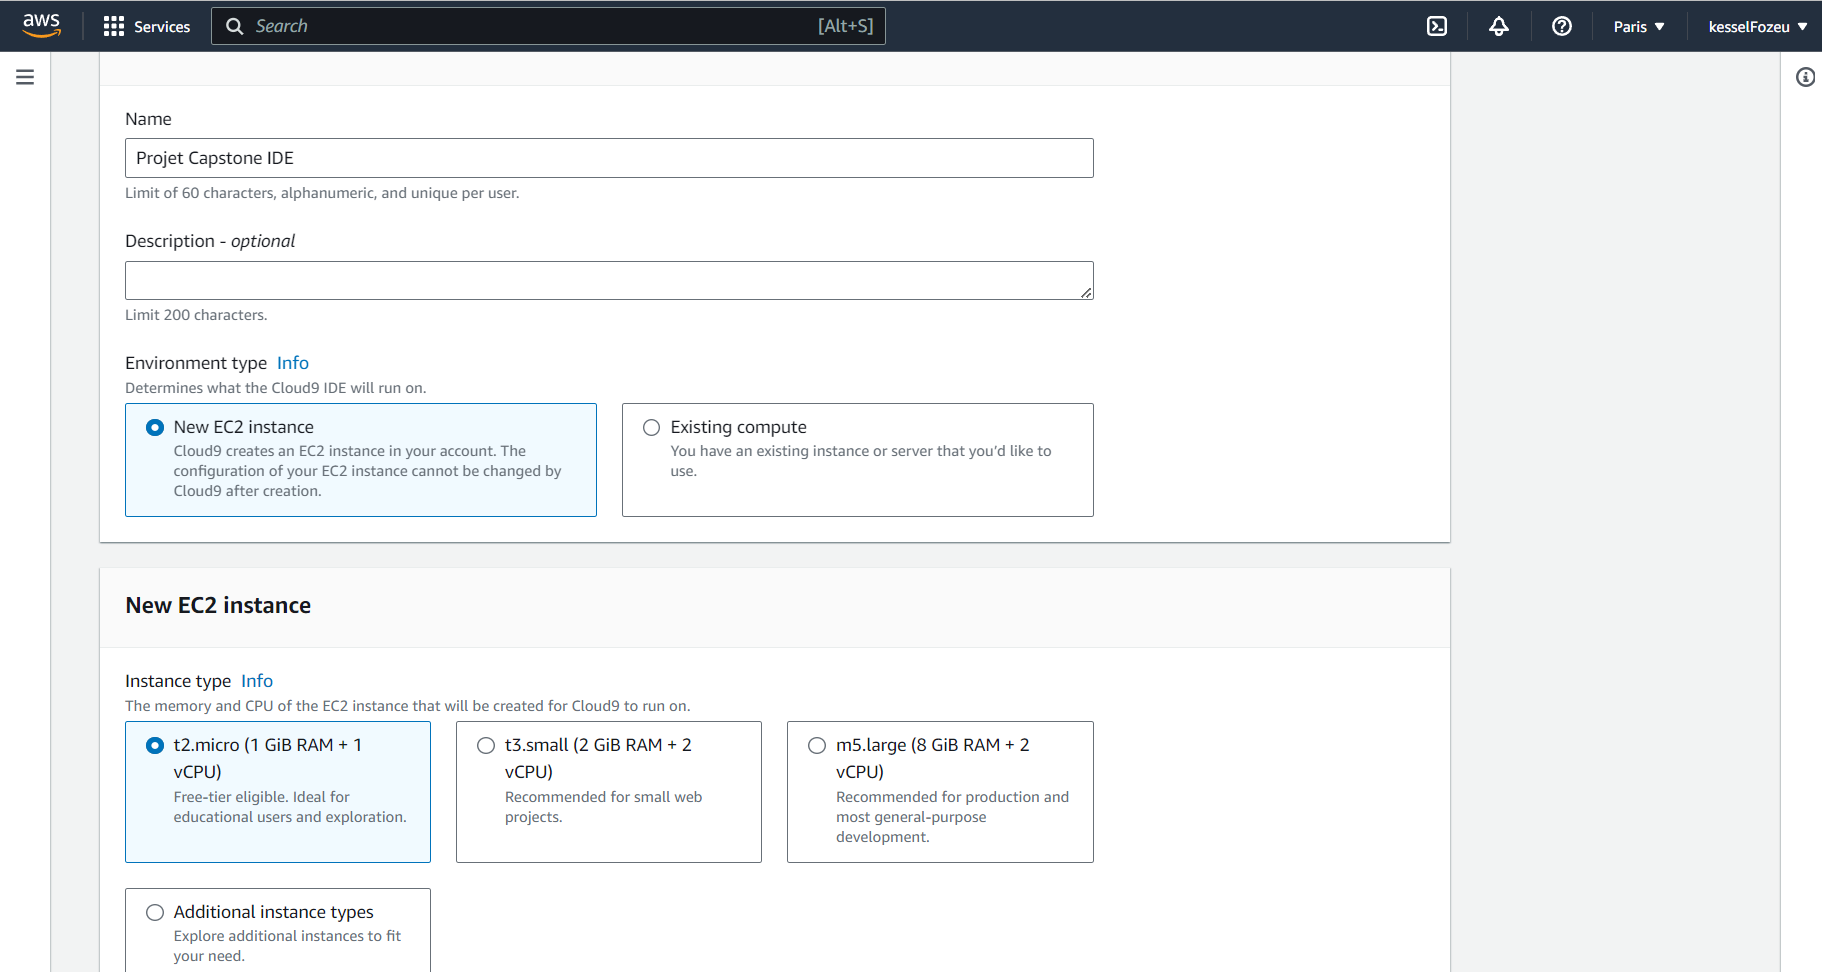 aws Services Search [Alt+S] Paris kesselFozeu
Name
Projet Capstone IDE
Limit of 60 characters, alphanumeric, and unique per user.
Description - optional
Limit 200 characters.
Environment type Info
Determines what the Cloud9 IDE will run on.
New EC2 instance
Cloud9 creates an EC2 instance in your account. The
configuration of your EC2 instance cannot be changed by
Cloud9 after creation.
Existing compute
You have an existing instance or server that you'd like to
use.
New EC2 instance
Instance type Info
The memory and CPU of the EC2 instance that will be created for Cloud9 to run on.
t2.micro (1 GiB RAM + 1
vCPU)
Free-tier eligible. Ideal for
educational users and exploration.
t3.small (2 GiB RAM + 2
vCPU)
Recommended for small web
projects.
m5.large (8 GiB RAM + 2
vCPU)
Recommended for production and
most general-purpose
development.
Additional instance types
Explore additional instances to fit
your need.